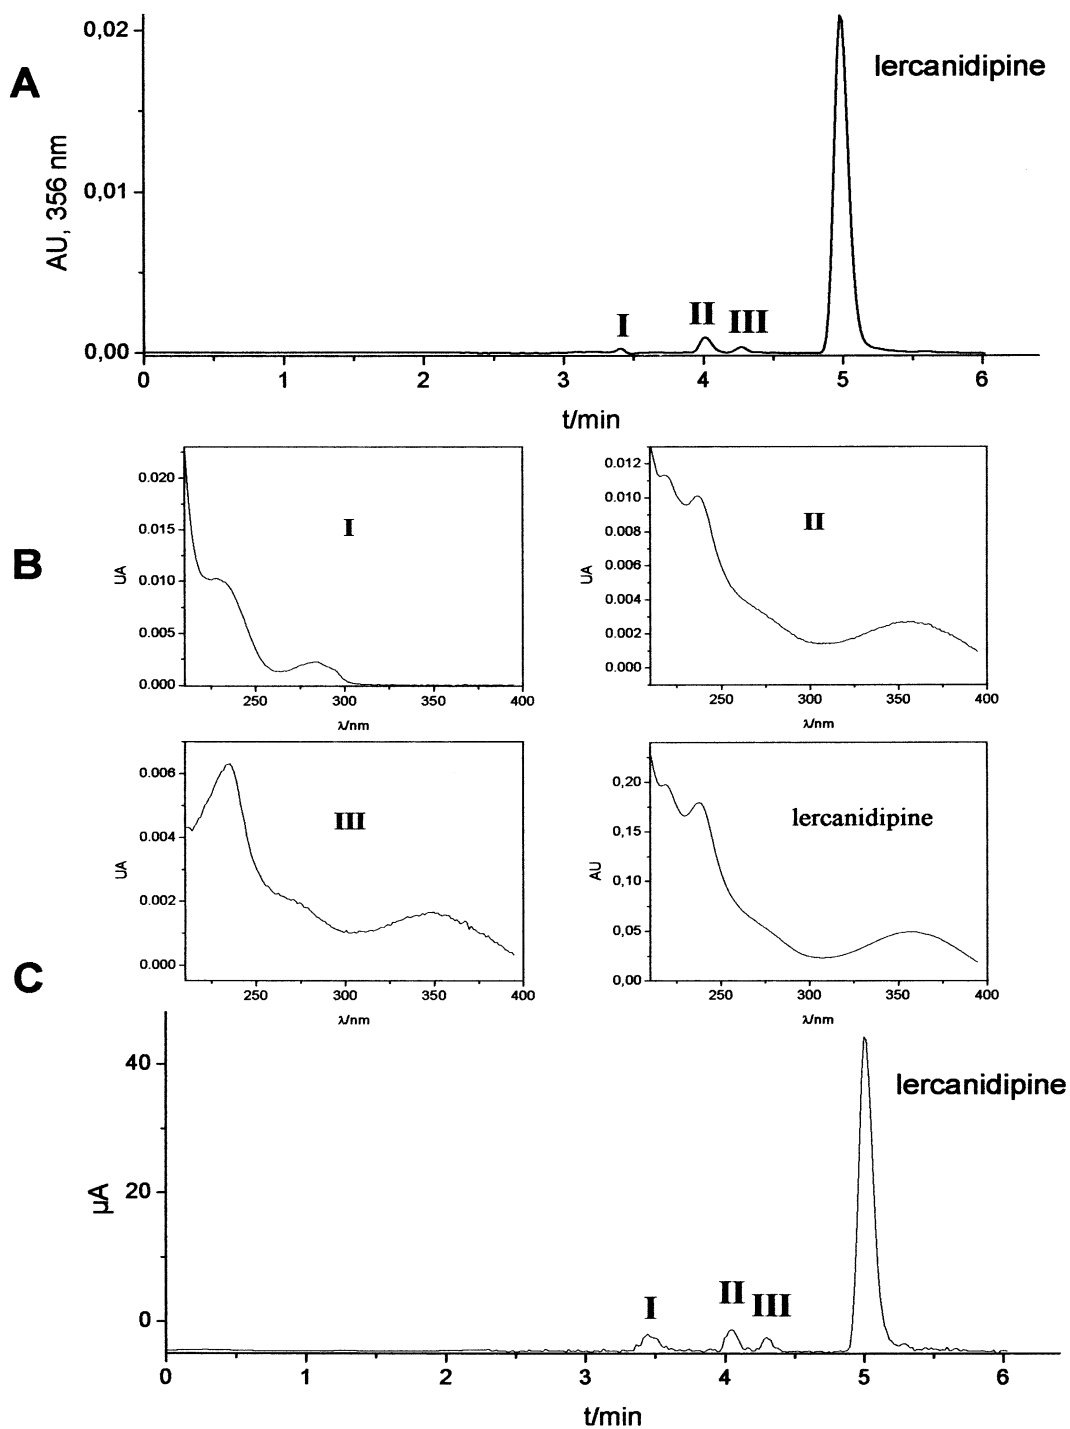 A
0,02
0,01
0,00
AU, 356 nm
lercanidipine
I
II
III
0 1 2 3 4 5 6
t/min
B
0.020
0.015
0.010
0.005
0.000
UA
I
250 300 350 400
λ/nm
0.012
0.010
0.008
0.006
0.004
0.002
0.000
UA
II
250 300 350 400
λ/nm
0.006
0.004
0.002
0.000
UA
III
250 300 350 400
λ/nm
0,20
0,15
0,10
0,05
0,00
AU
lercanidipine
250 300 350 400
λ/nm
C
40
20
0
µA
lercanidipine
I
II
III
0 1 2 3 4 5 6
t/min